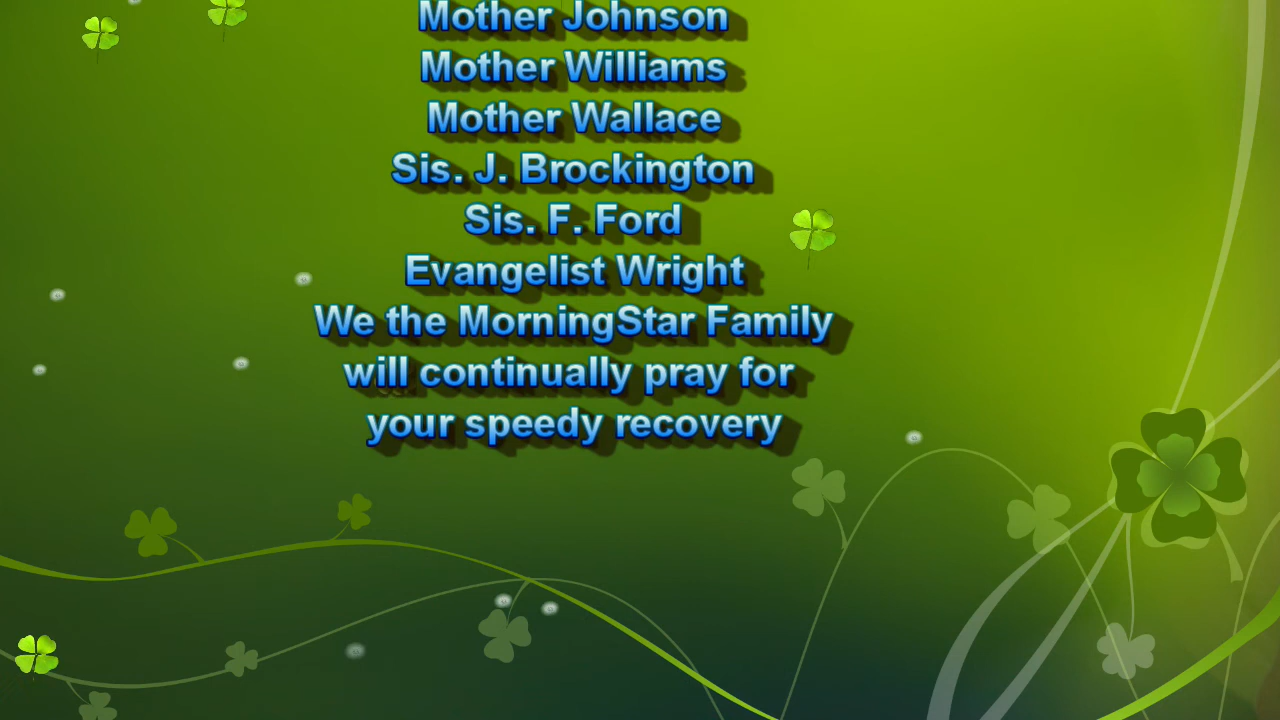 Mother Johnson
Mother Williams
Mother Wallace
Sis. J. Brockington
Sis. F. Ford
Evangelist Wright
We the MorningStar Family
will continually pray for
your speedy recovery